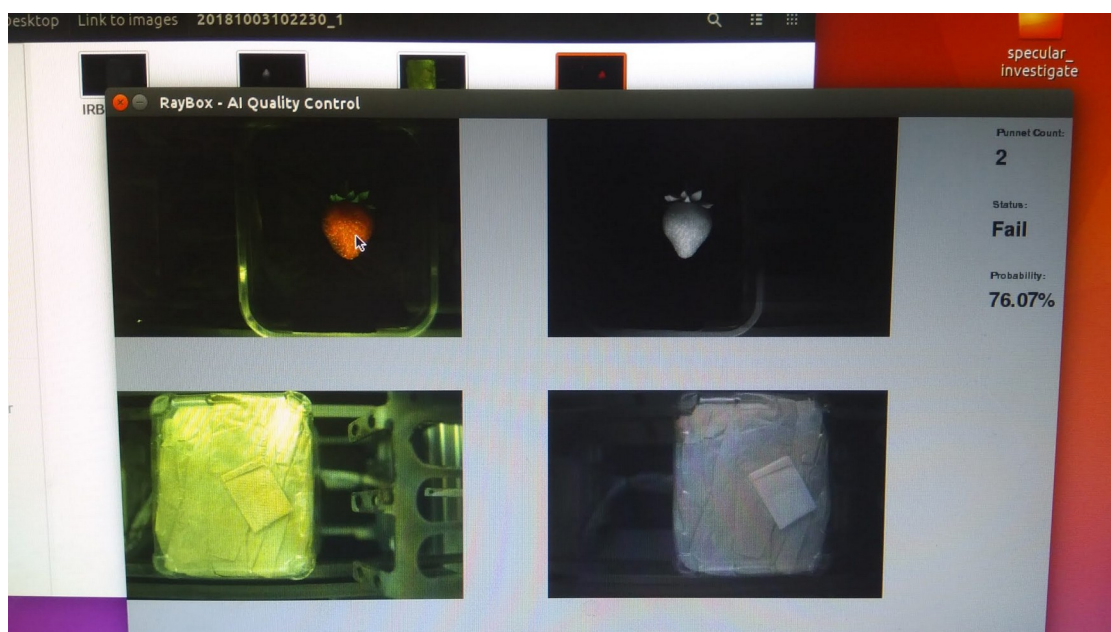 Desktop Link to images 20181003102230_1
specular_
investigate
IRB
RayBox - AI Quality Control
Punnet Count:
2
Status:
Fail
Probability:
76.07%